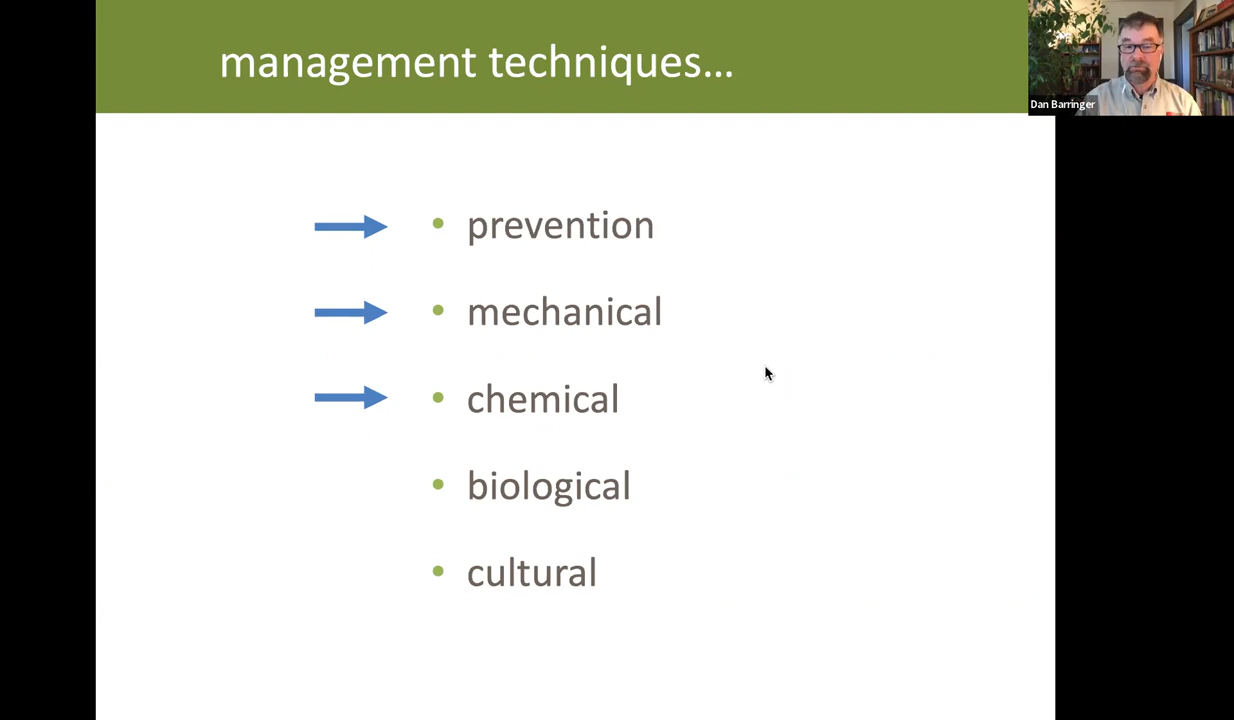 management techniques...
Dan Barringer
• prevention
• mechanical
• chemical
• biological
• cultural